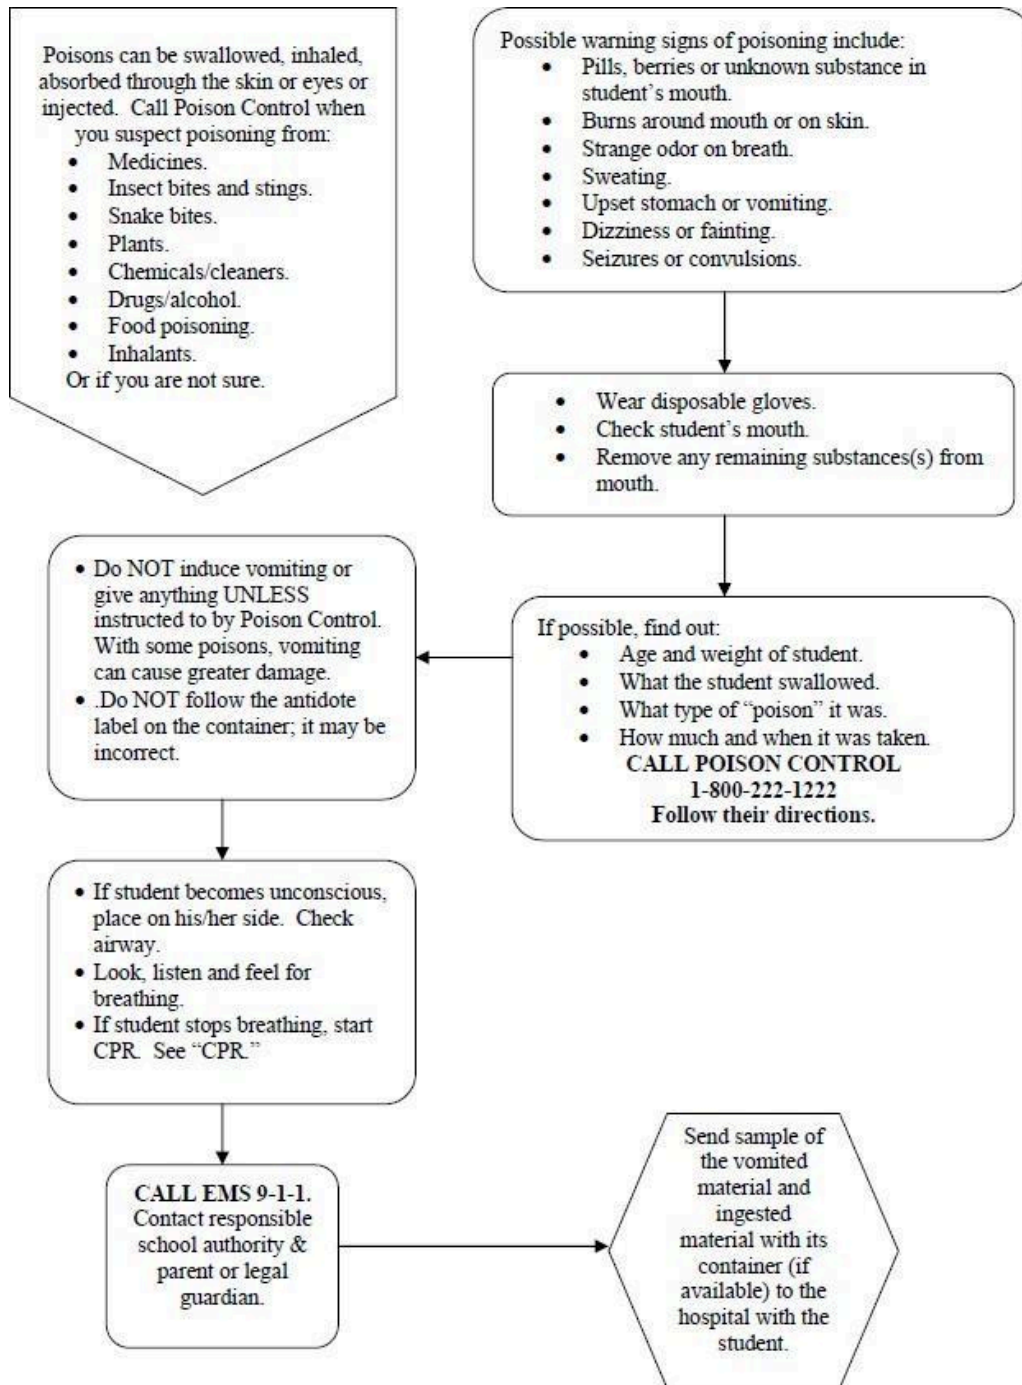 Poisons can be swallowed, inhaled,
absorbed through the skin or eyes or
injected. Call Poison Control when
you suspect poisoning from:
• Medicines.
• Insect bites and stings.
• Snake bites.
• Plants.
• Chemicals/cleaners.
• Drugs/alcohol.
• Food poisoning.
• Inhalants.
Or if you are not sure.
Possible warning signs of poisoning include:
• Pills, berries or unknown substance in
student's mouth.
• Burns around mouth or on skin.
• Strange odor on breath.
• Sweating.
• Upset stomach or vomiting.
• Dizziness or fainting.
• Seizures or convulsions.
• Wear disposable gloves.
• Check student's mouth.
• Remove any remaining substances(s) from
mouth.
If possible, find out:
• Age and weight of student.
• What the student swallowed.
• What type of “poison” it was.
• How much and when it was taken.
CALL POISON CONTROL
1-800-222-1222
Follow their directions.
• Do NOT induce vomiting or
give anything UNLESS
instructed to by Poison Control.
With some poisons, vomiting
can cause greater damage.
• .Do NOT follow the antidote
label on the container; it may be
incorrect.
• If student becomes unconscious,
place on his/her side. Check
airway.
• Look, listen and feel for
breathing.
• If student stops breathing, start
CPR. See “CPR.”
CALL EMS 9-1-1.
Contact responsible
school authority &
parent or legal
guardian.
Send sample of
the vomited
material and
ingested
material with its
container (if
available) to the
hospital with the
student.